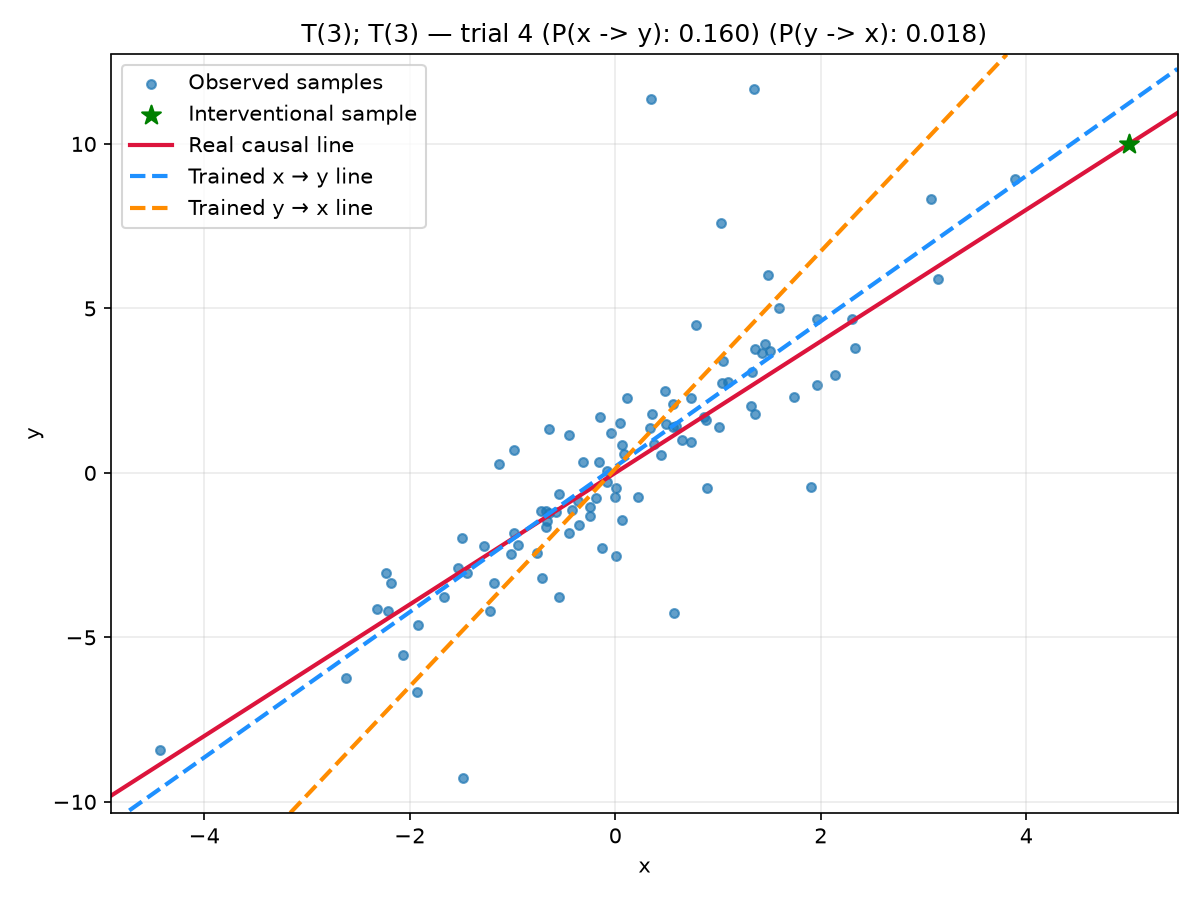 T(3); T(3) — trial 4 (P(x -> y): 0.160) (P(y -> x): 0.018)
Observed samples
Interventional sample
Real causal line
Trained x → y line
Trained y → x line
10
5
0
−5
−10
y
−4 −2 0 2 4
x